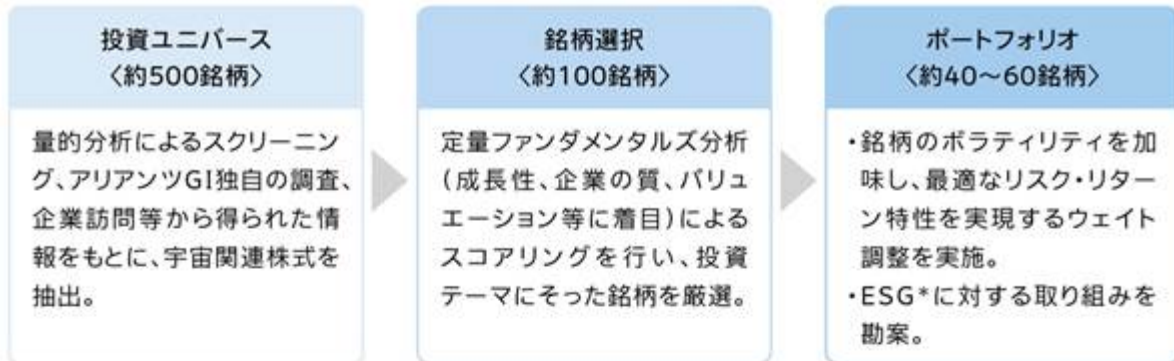 投資ユニバース
〈約500銘柄〉
量的分析によるスクリーニン
グ、アリアンツGI独自の調査、
企業訪問等から得られた情
報をもとに、宇宙関連株式を
抽出。
銘柄選択
〈約100銘柄〉
定量ファンダメンタルズ分析
(成長性、企業の質、バリュ
エーション等に着目)による
スコアリングを行い、投資
テーマにそった銘柄を厳選。
ポートフォリオ
〈約40～60銘柄〉
・銘柄のボラティリティを加
味し、最適なリスク・リター
ン特性を実現するウェイト
調整を実施。
・ESG*に対する取り組みを
勘案。